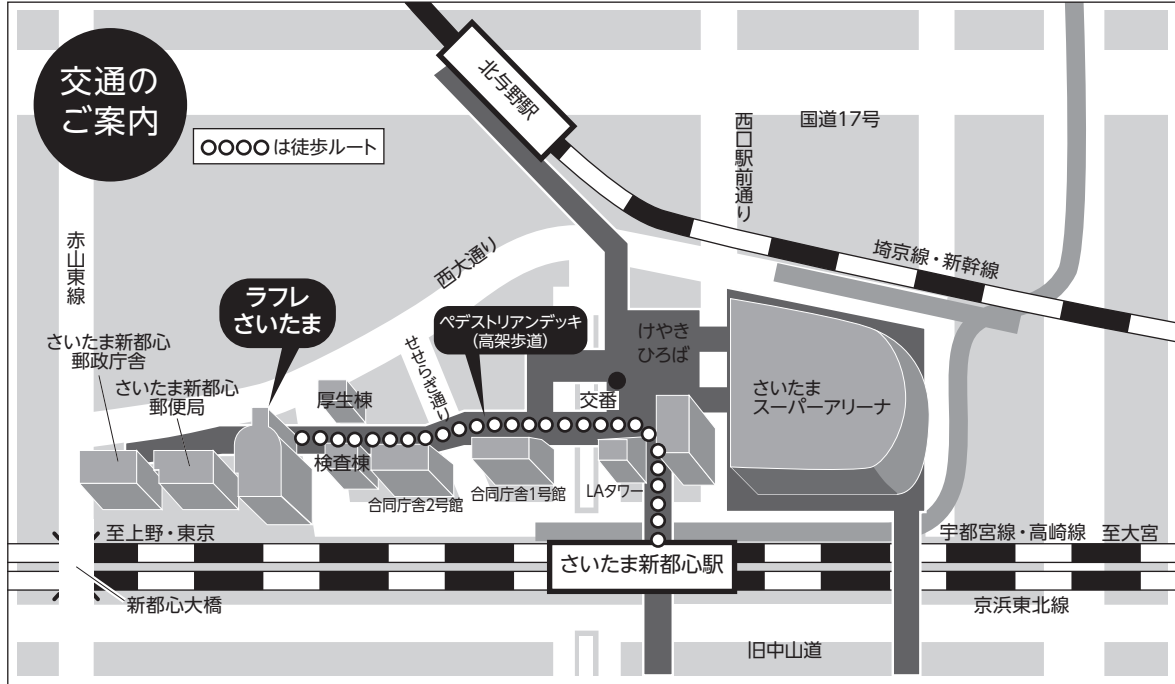 交通の
ご案内
○○○○は徒歩ルート
北与野駅
国道17号
西口駅前通り
埼京線・新幹線
赤山東線
西大通り
ラフレ
さいたま
ペデストリアンデッキ
(高架歩道)
けやき
ひろば
さいたま新都心
郵政庁舎
さいたま新都心
郵便局
せせらぎ通り
厚生棟
交番
さいたま
スーパーアリーナ
検査棟
合同庁舎2号館
合同庁舎1号館
LAタワー
至上野・東京
宇都宮線・高崎線
至大宮
さいたま新都心駅
新都心大橋
京浜東北線
旧中山道